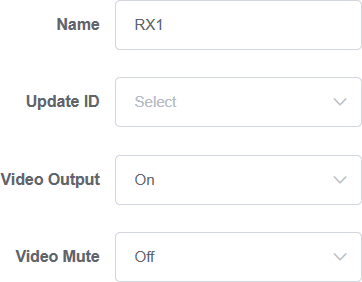 Name RX1
Update ID Select
Video Output On
Video Mute Off